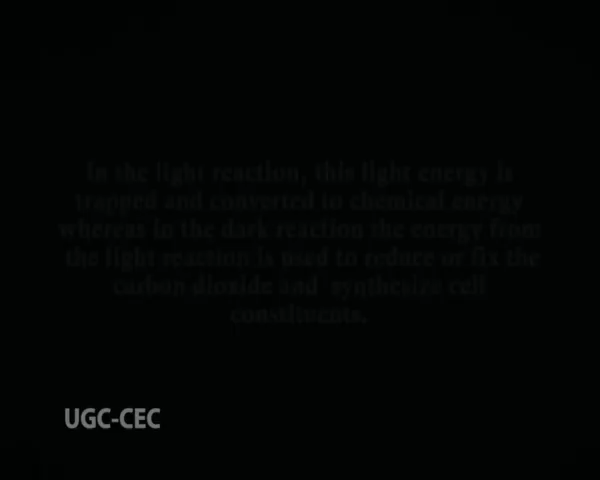 In the light reaction, this light energy is
trapped and converted to chemical energy
whereas in the dark reaction the energy from
the light reaction is used to reduce or fix the
carbon dioxide and synthesize cell
constituents.
UGC-CEC